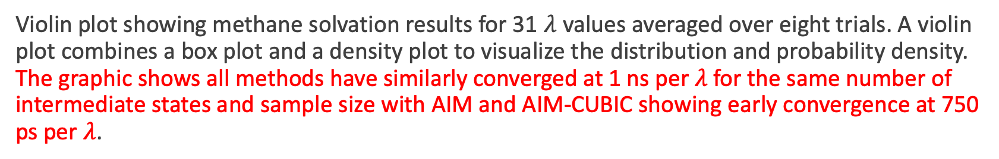 Violin plot showing methane solvation results for 31 λ values averaged over eight trials. A violin
plot combines a box plot and a density plot to visualize the distribution and probability density.
The graphic shows all methods have similarly converged at 1 ns per λ for the same number of
intermediate states and sample size with AIM and AIM-CUBIC showing early convergence at 750
ps per λ.